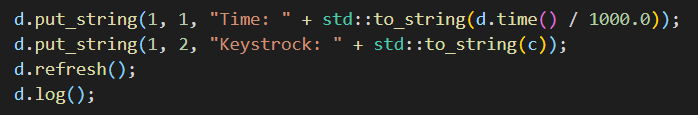 d.put_string(1, 1, "Time: " + std::to_string(d.time() / 1000.0));
d.put_string(1, 2, "Keystrock: " + std::to_string(c));
d.refresh();
d.log();